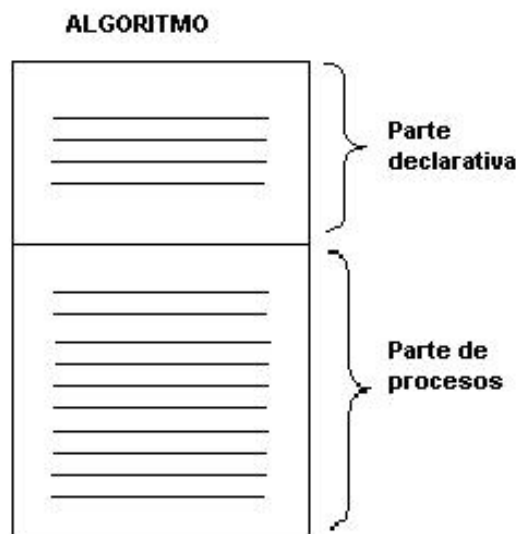 ALGORITMO
Parte
declarativa
Parte de
procesos